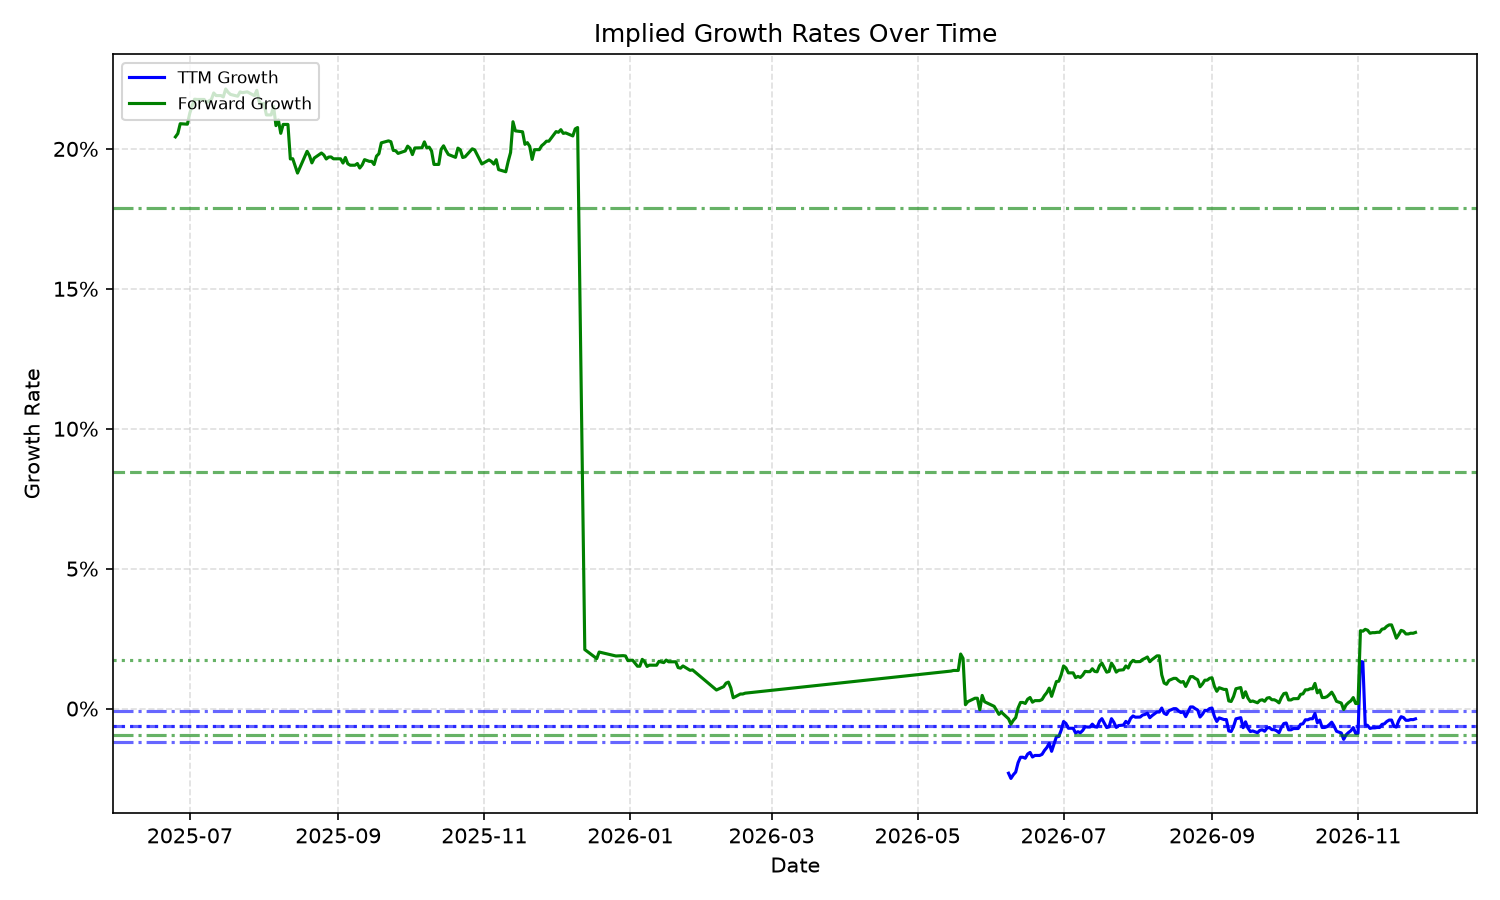 Implied Growth Rates Over Time
TTM Growth
Forward Growth
20%
15%
10%
5%
0%
Growth Rate
2025-07
2025-09
2025-11
2026-01
2026-03
2026-05
2026-07
2026-09
2026-11
Date